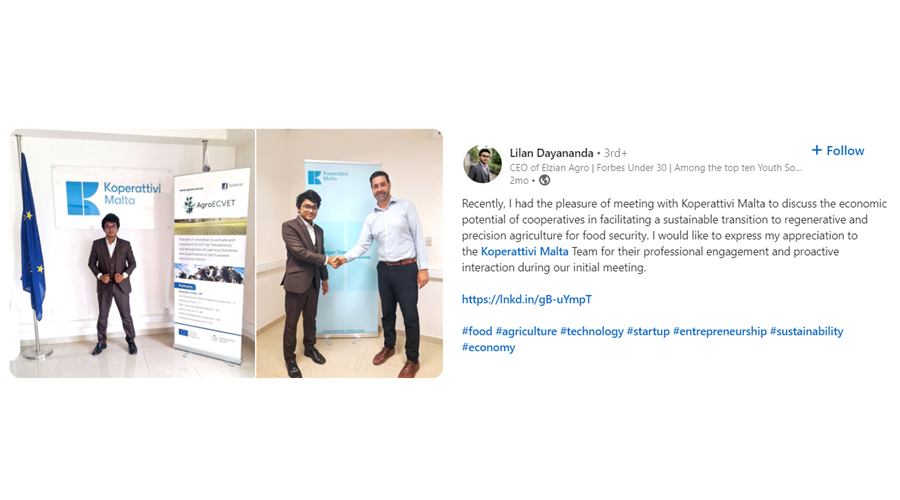 Koperattivi
Malta
AgroECVET
Partners
Koperattivi
Malta
Lilan Dayananda • 3rd+
+ Follow
CEO of Elzian Agro | Forbes Under 30 | Among the top ten Youth So...
2mo •
Recently, I had the pleasure of meeting with Koperattivi Malta to discuss the economic
potential of cooperatives in facilitating a sustainable transition to regenerative and
precision agriculture for food security. I would like to express my appreciation to
the Koperattivi Malta Team for their professional engagement and proactive
interaction during our initial meeting.
https://lnkd.in/gB-uYmpT
#food #agriculture #technology #startup #entrepreneurship #sustainability
#economy